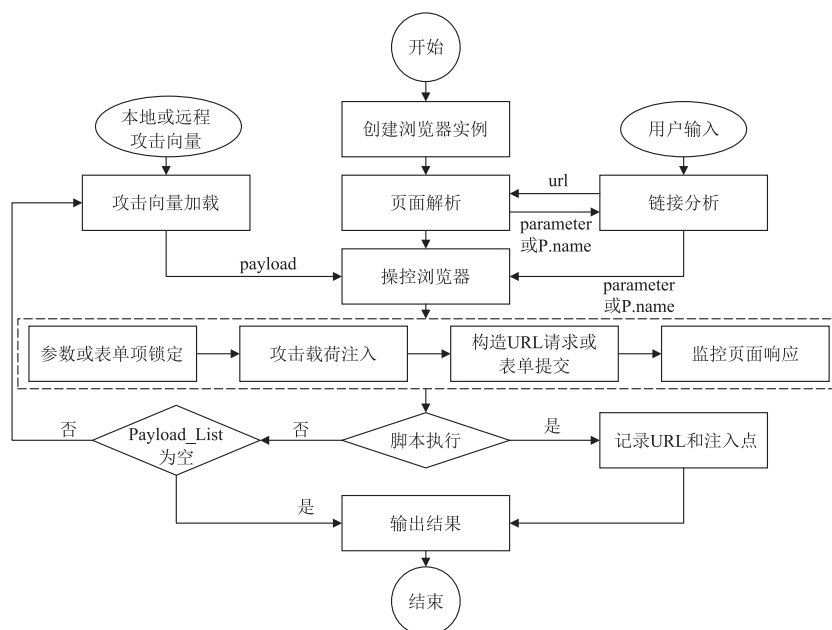 开始
本地或远程
攻击向量
创建浏览器实例
用户输入
攻击向量加载
页面解析
url
链接分析
parameter
或P.name
payload
操控浏览器
parameter
或P.name
参数或表单项锁定
攻击载荷注入
构造URL请求或
表单提交
监控页面响应
否
Payload_List
为空
否
脚本执行
是
记录URL和注入点
是
输出结果
结束